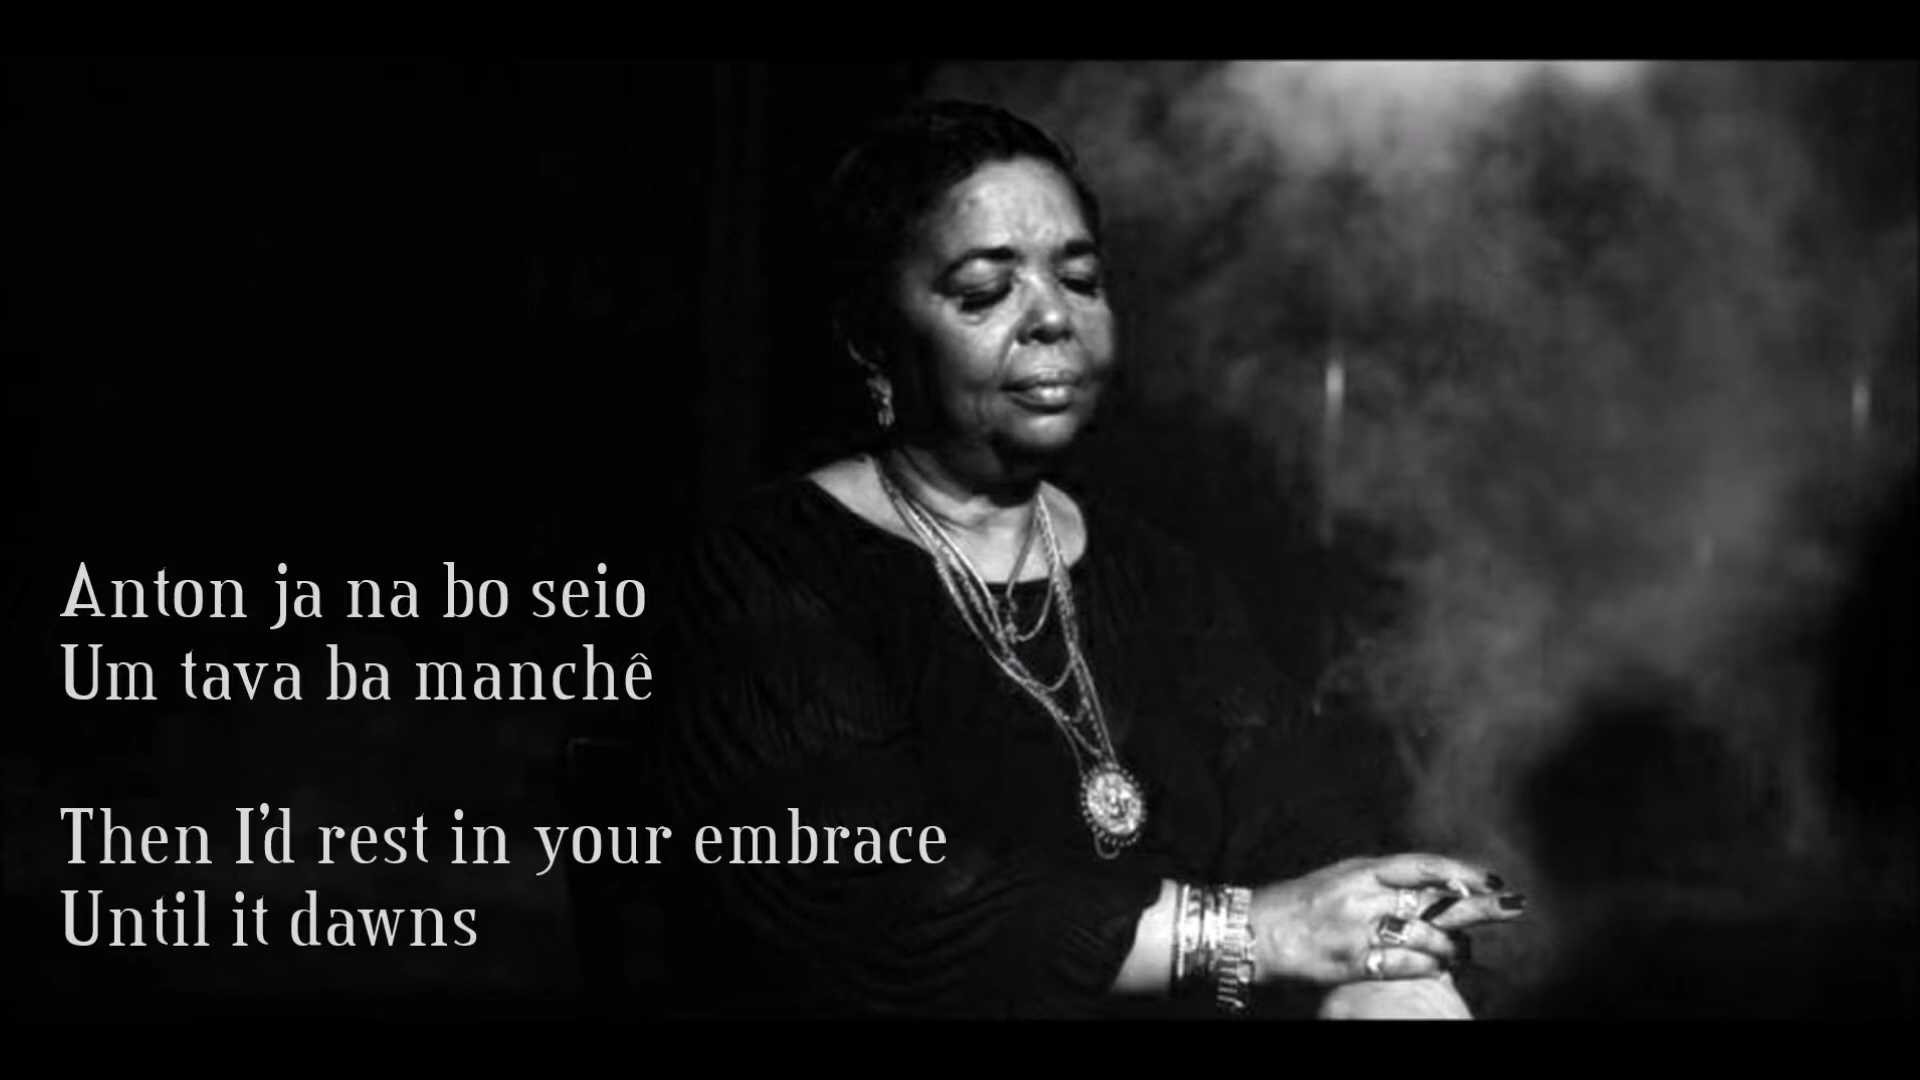 Anton ja na bo seio
Um tava ba manchê
Then I'd rest in your embrace
Until it dawns